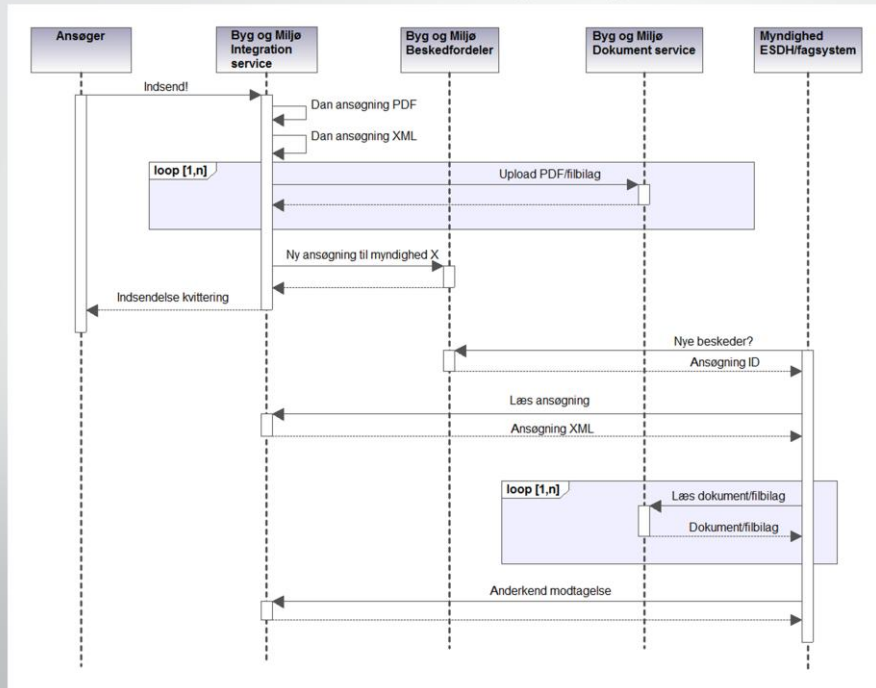 Ansøger
Byg og Miljø
Integration
service
Byg og Miljø
Beskedfordeler
Byg og Miljø
Dokument service
Myndighed
ESDH/fagsystem
Indsend!
Dan ansøgning PDF
Dan ansøgning XML
loop [1,n]
Upload PDF/filbilag
Ny ansøgning til myndighed X
Indsendelse kvittering
Nye beskeder?
Ansøgning ID
Læs ansøgning
Ansøgning XML
loop [1,n]
Læs dokument/filbilag
Dokument/filbilag
Anderkend modtagelse